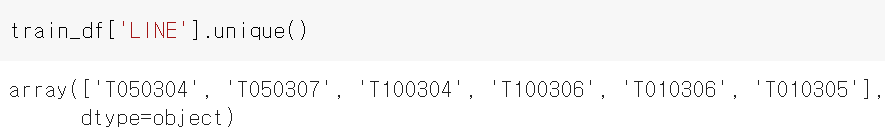 train_df['LINE'].unique()
array(['T050304', 'T050307', 'T100304', 'T100306', 'T010306', 'T010305'],
dtype=object)